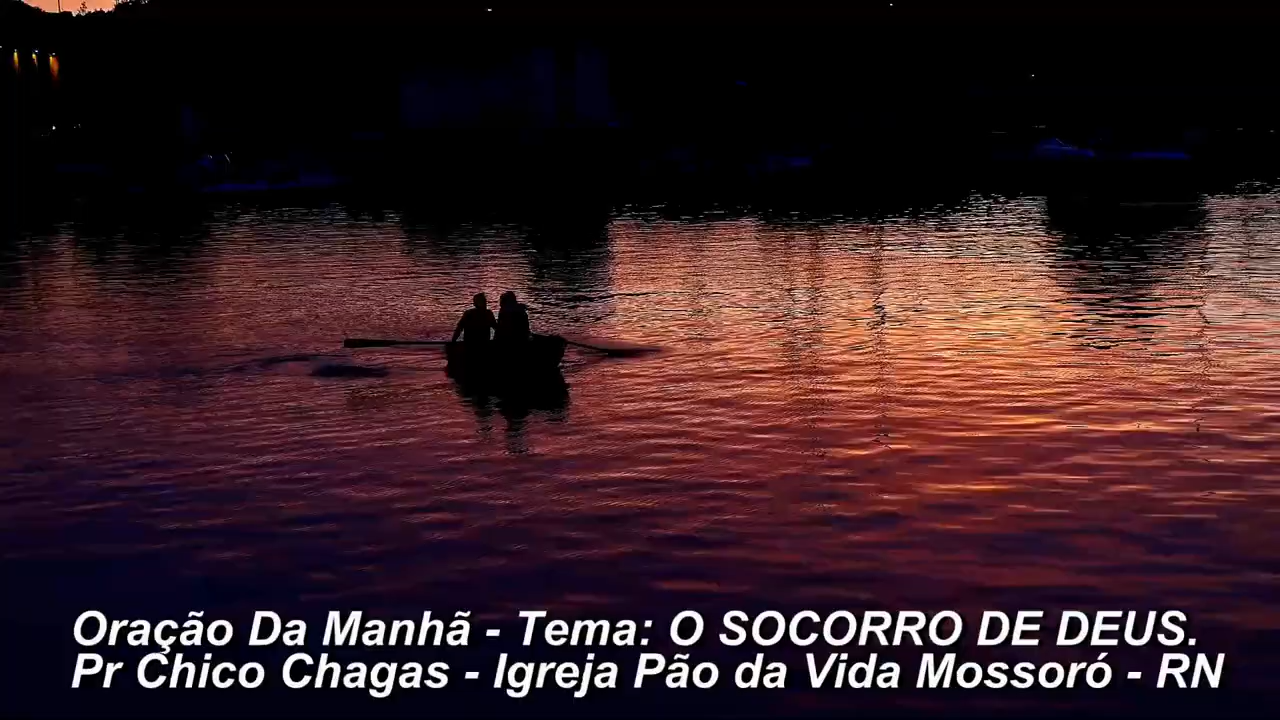 Oração Da Manhã - Tema: O SOCORRO DE DEUS.
Pr Chico Chagas - Igreja Pão da Vida Mossoró - RN